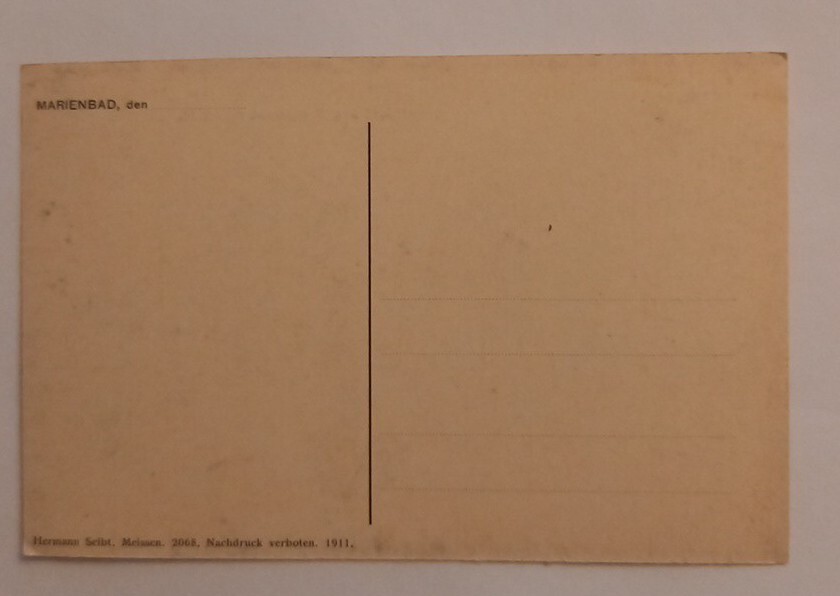 MARIENBAD, den
Hermann Seibt, Meissen. 2068. Nachdruck verboten. 1911.